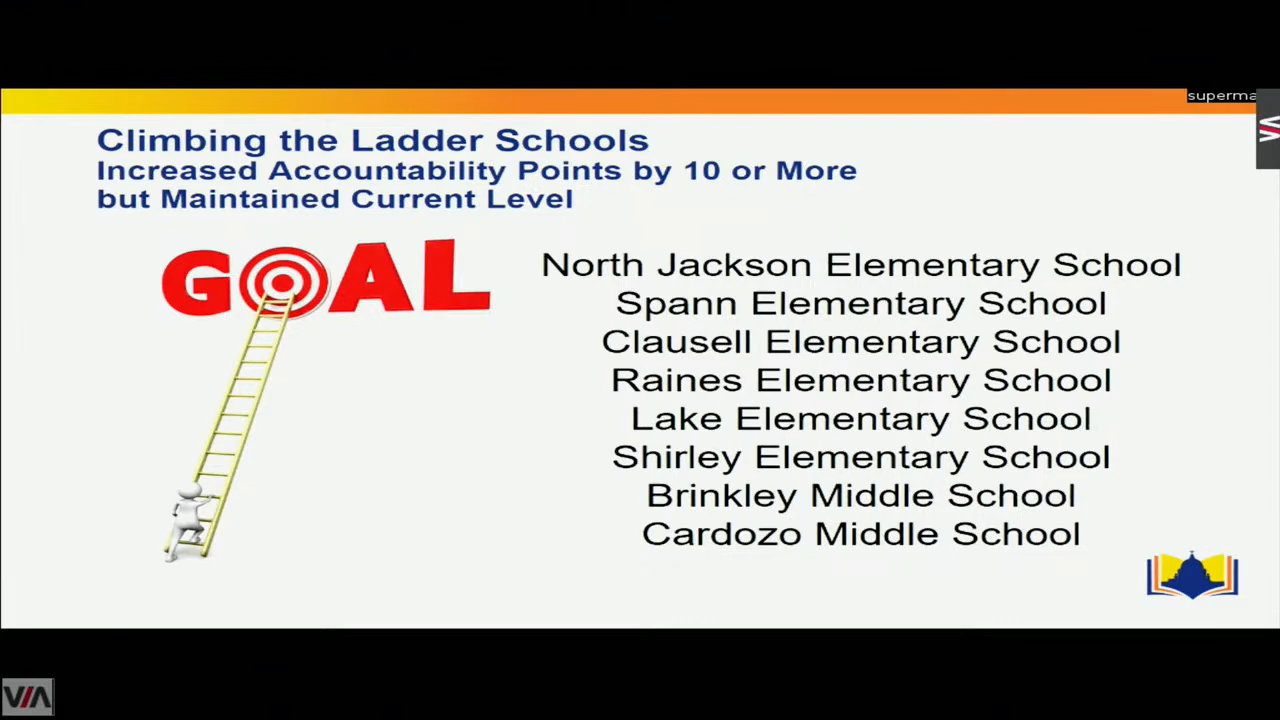 superma
Climbing the Ladder Schools
Increased Accountability Points by 10 or More
but Maintained Current Level
GOAL
North Jackson Elementary School
Spann Elementary School
Clausell Elementary School
Raines Elementary School
Lake Elementary School
Shirley Elementary School
Brinkley Middle School
Cardozo Middle School
VIA